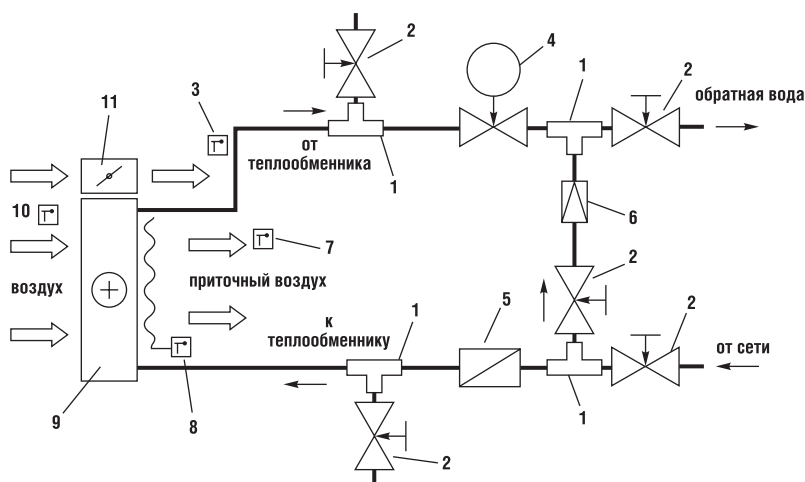 2
4
1
2
3
обратная вода
11
от
теплообменника
1
6
10
T
T
T
7
2
воздух
приточный воздух
к
теплообменнику
1
5
2
от сети
T
9
8
1
2